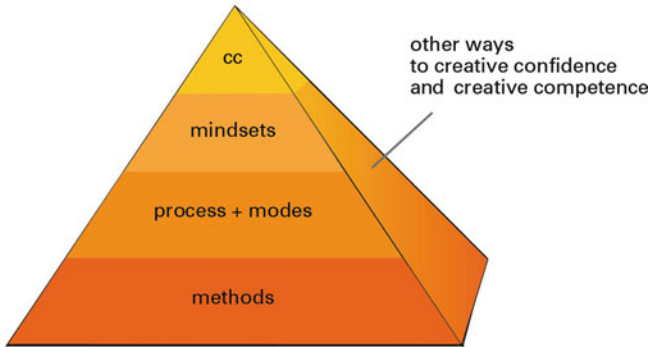 cc
other ways
to creative confidence
and creative competence
mindsets
process + modes
methods